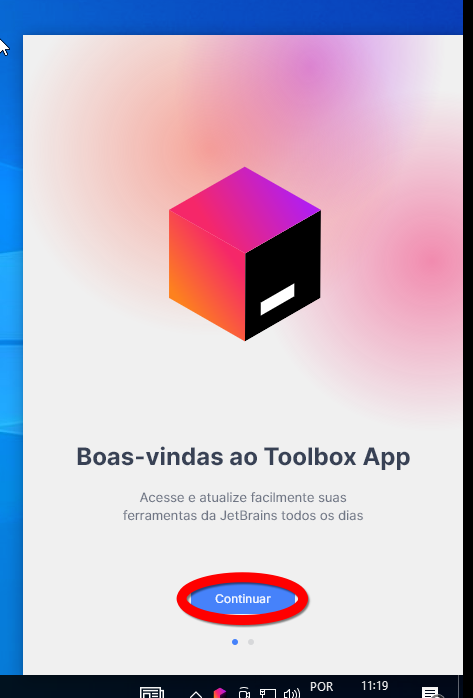 Boas-vindas ao Toolbox App
Acesse e atualize facilmente suas
ferramentas da JetBrains todos os dias
Continuar
POR
11:19